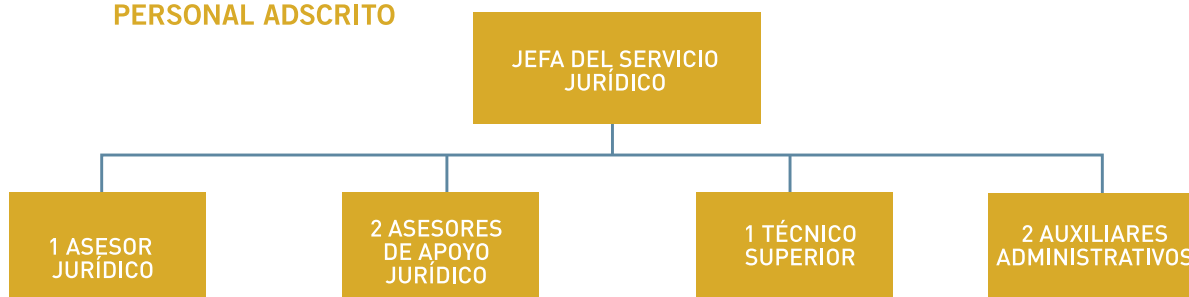 PERSONAL ADSCRITO
JEFA DEL SERVICIO
JURÍDICO
1 ASESOR
JURÍDICO
2 ASESORES
DE APOYO
JURÍDICO
1 TÉCNICO
SUPERIOR
2 AUXILIARES
ADMINISTRATIVOS